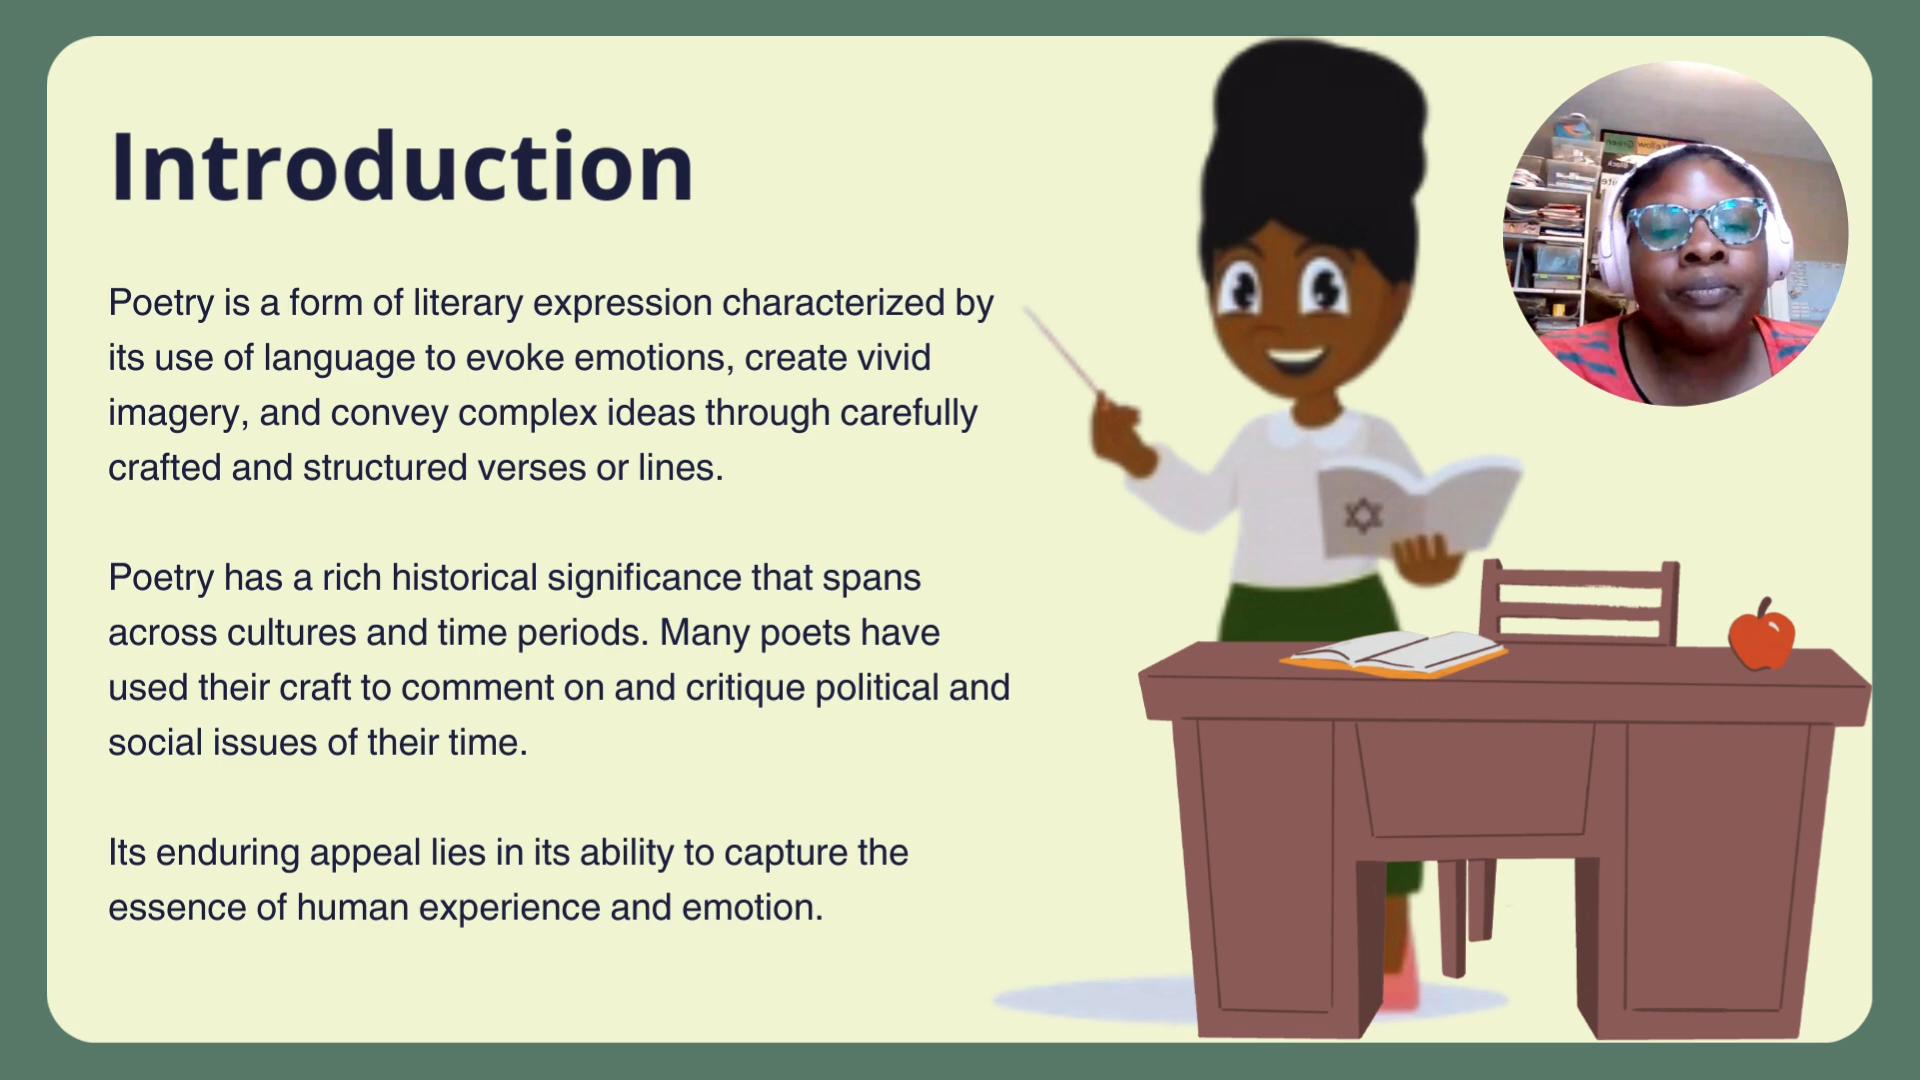 Introduction
Poetry is a form of literary expression characterized by
its use of language to evoke emotions, create vivid
imagery, and convey complex ideas through carefully
crafted and structured verses or lines.
Poetry has a rich historical significance that spans
across cultures and time periods. Many poets have
used their craft to comment on and critique political and
social issues of their time.
Its enduring appeal lies in its ability to capture the
essence of human experience and emotion.